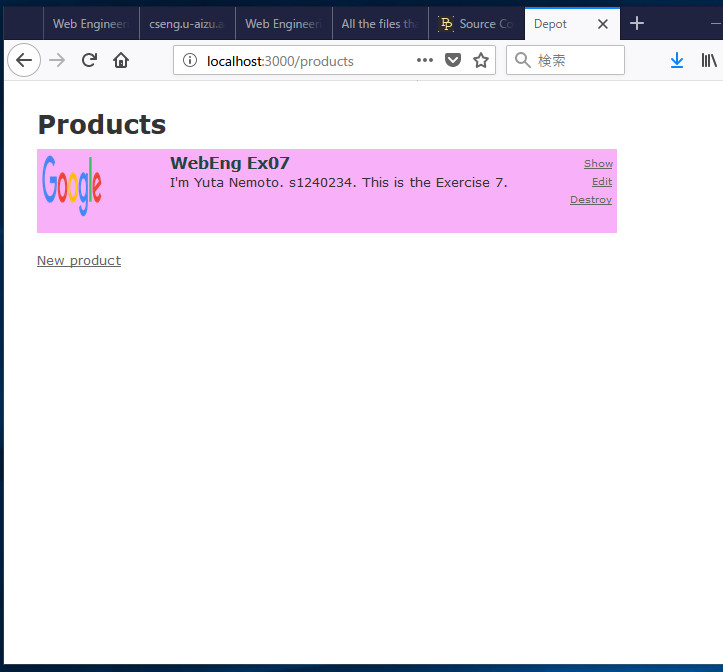 Web Engineer
cseng.u-aizu.a
Web Engineer
All the files tha
Source Co
Depot
localhost:3000/products
検索
Products
Google
WebEng Ex07
I'm Yuta Nemoto. s1240234. This is the Exercise 7.
Show
Edit
Destroy
New product